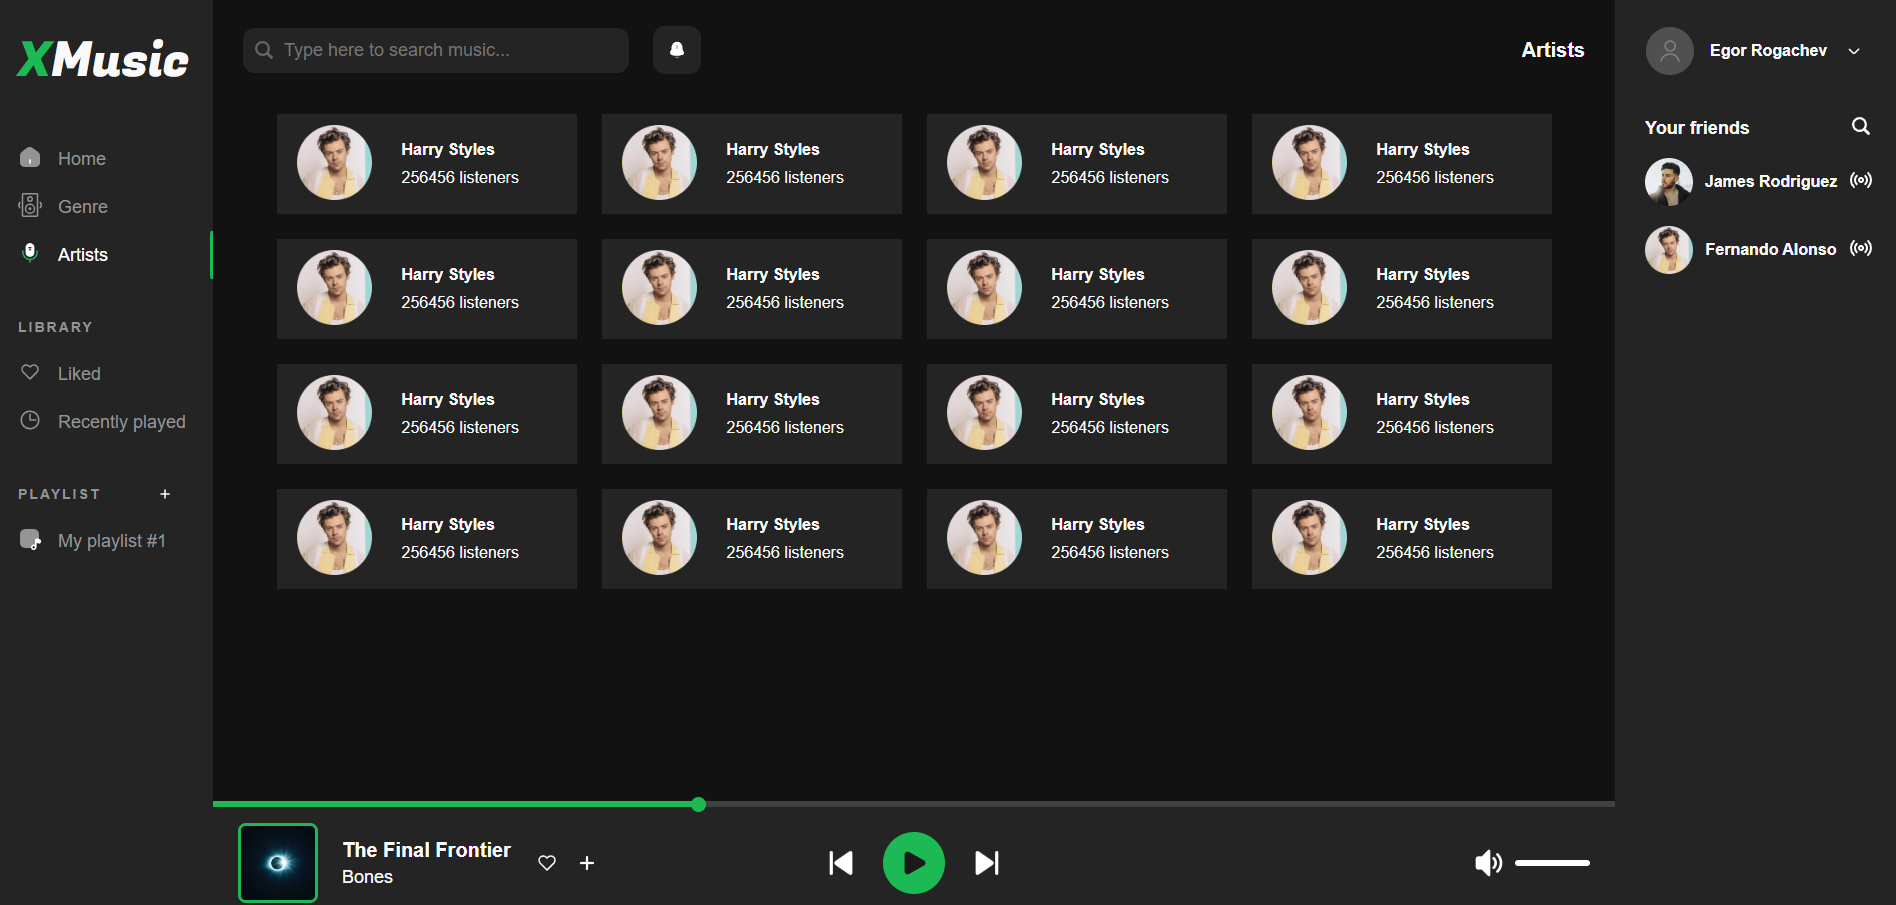 XMusic
Home
Genre
Artists
LIBRARY
Liked
Recently played
PLAYLIST +
My playlist #1
Type here to search music...
Artists
Harry Styles
256456 listeners
Harry Styles
256456 listeners
Harry Styles
256456 listeners
Harry Styles
256456 listeners
Harry Styles
256456 listeners
Harry Styles
256456 listeners
Harry Styles
256456 listeners
Harry Styles
256456 listeners
Harry Styles
256456 listeners
Harry Styles
256456 listeners
Harry Styles
256456 listeners
Harry Styles
256456 listeners
Harry Styles
256456 listeners
Harry Styles
256456 listeners
Harry Styles
256456 listeners
Harry Styles
256456 listeners
Egor Rogachev
Your friends
James Rodriguez
Fernando Alonso
The Final Frontier
Bones